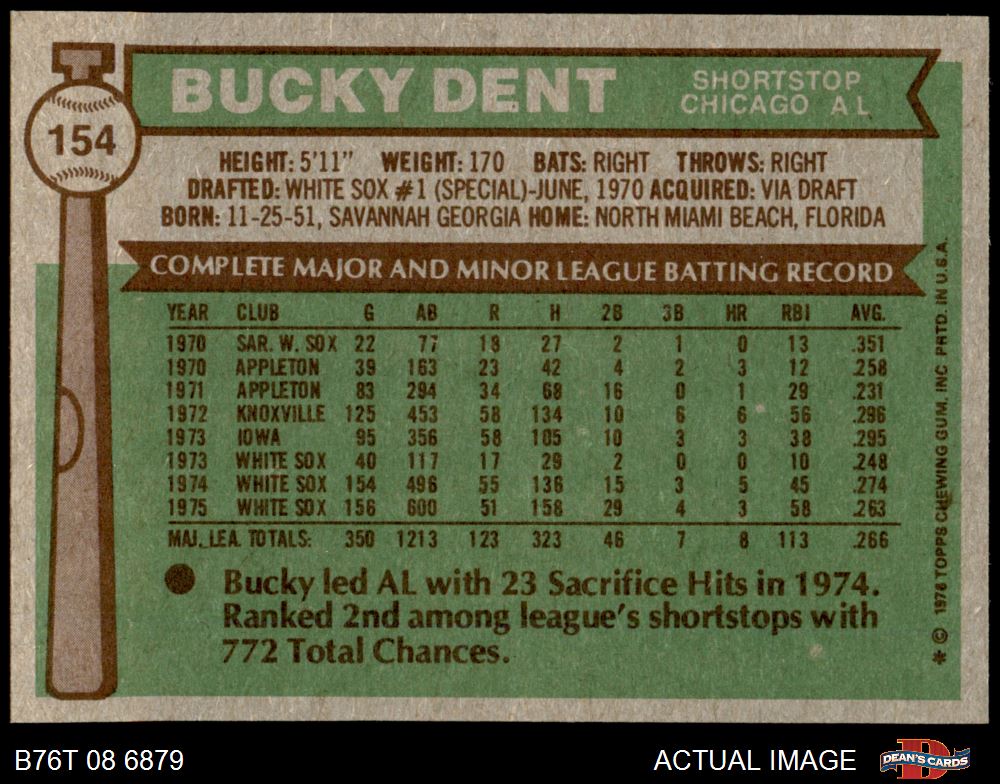 154
BUCKY DENT
SHORTSTOP
CHICAGO A L
HEIGHT: 5'11" WEIGHT: 170 BATS: RIGHT THROWS: RIGHT
DRAFTED: WHITE SOX #1 (SPECIAL)-JUNE, 1970 ACQUIRED: VIA DRAFT
BORN: 11-25-51, SAVANNAH GEORGIA HOME: NORTH MIAMI BEACH, FLORIDA
COMPLETE MAJOR AND MINOR LEAGUE BATTING RECORD
YEAR CLUB G AB R H 2B 3B HR RBI AVG.
1970 SAR. W. SOX 22 77 18 27 2 1 0 13 .351
1970 APPLETON 39 163 23 42 4 2 3 12 .258
1971 APPLETON 83 294 34 68 16 0 1 29 .231
1972 KNOXVILLE 125 453 58 134 10 6 6 56 .296
1973 IOWA 95 356 58 105 10 3 3 38 .295
1973 WHITE SOX 40 117 17 29 2 0 0 10 .248
1974 WHITE SOX 154 496 55 136 15 3 5 45 .274
1975 WHITE SOX 156 600 51 158 29 4 3 58 .263
MAJ. LEA. TOTALS: 350 1213 123 323 46 7 8 113 .266
Bucky led AL with 23 Sacrifice Hits in 1974.
Ranked 2nd among league's shortstops with
772 Total Chances.
* © 1976 TOPPS CHEWING GUM, INC PRTD. IN U.S.A.
B76T 08 6879
ACTUAL IMAGE
DEAN'S CARDS